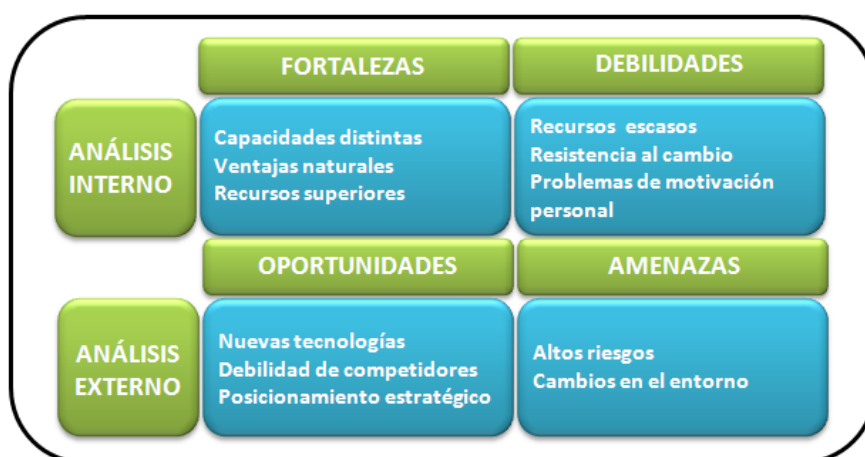 FORTALEZAS
DEBILIDADES
ANÁLISIS
INTERNO
Capacidades distintas
Ventajas naturales
Recursos superiores
Recursos escasos
Resistencia al cambio
Problemas de motivación
personal
OPORTUNIDADES
AMENAZAS
ANÁLISIS
EXTERNO
Nuevas tecnologías
Debilidad de competidores
Posicionamiento estratégico
Altos riesgos
Cambios en el entorno